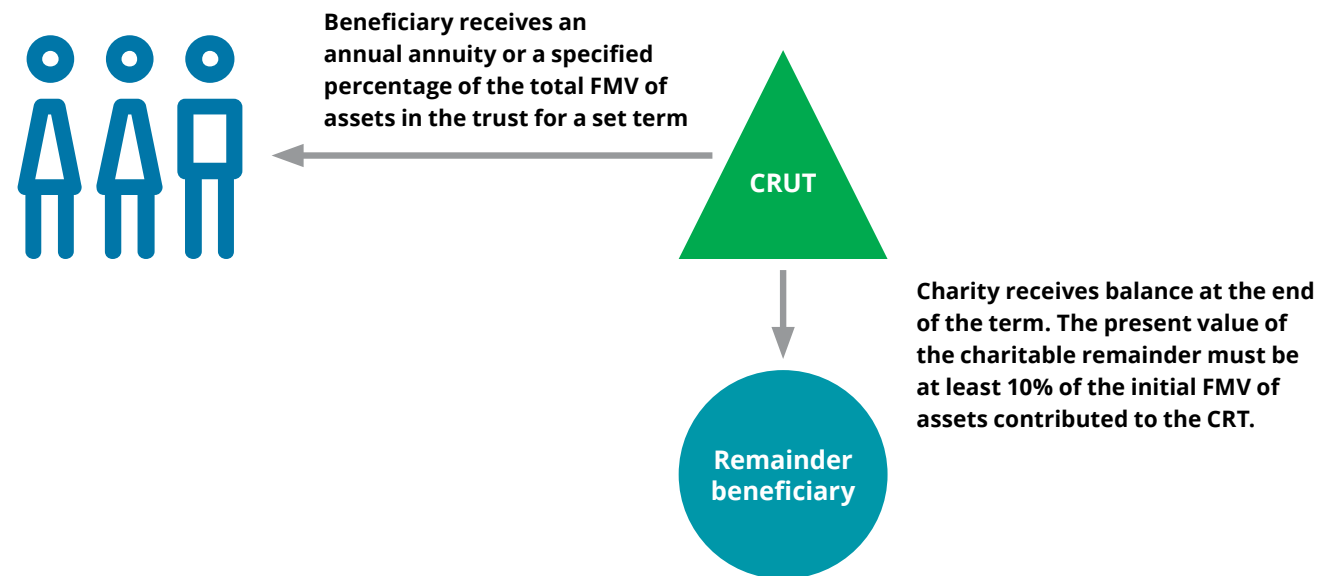 Beneficiary receives an
annual annuity or a specified
percentage of the total FMV of
assets in the trust for a set term
CRUT
Charity receives balance at the end
of the term. The present value of
the charitable remainder must be
at least 10% of the initial FMV of
assets contributed to the CRT.
Remainder
beneficiary